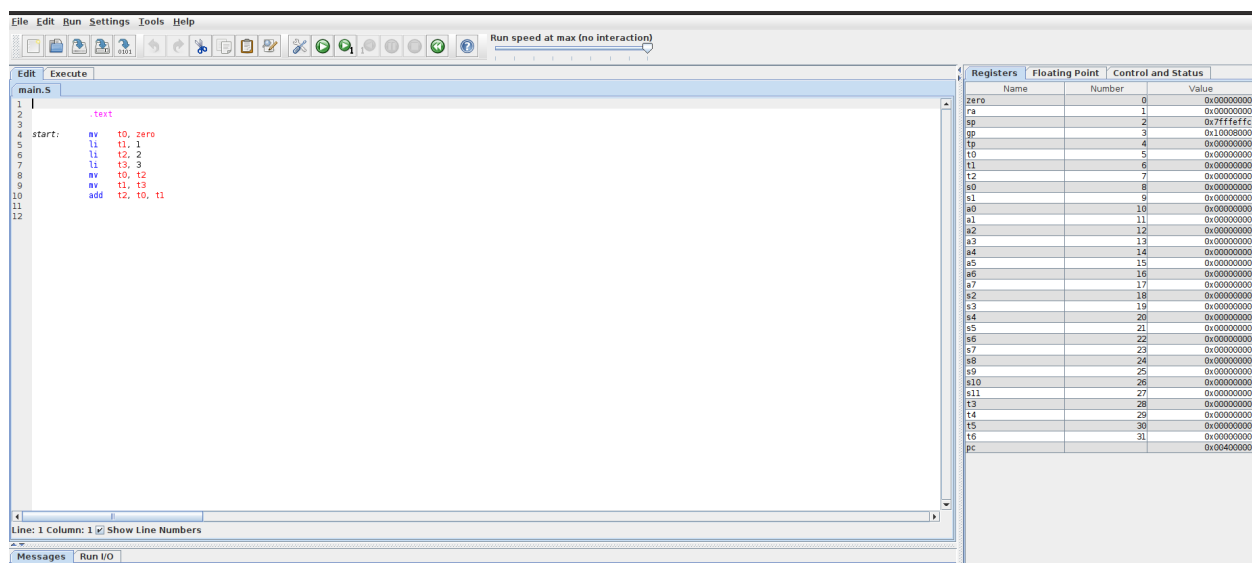 File Edit Run Settings Tools Help
Run speed at max (no interaction)
Edit Execute
main.S
1
2 .text
3
4 start: mv t0, zero
5 li t1, 1
6 li t2, 2
7 li t3, 3
8 mv t0, t2
9 mv t1, t3
10 add t2, t0, t1
11
12
Line: 1 Column: 1 Show Line Numbers
Messages Run I/O
Registers Floating Point Control and Status
Name Number Value
zero 0 0x00000000
ra 1 0x00000000
sp 2 0x7fffeffc
gp 3 0x10008000
tp 4 0x00000000
t0 5 0x00000000
t1 6 0x00000000
t2 7 0x00000000
s0 8 0x00000000
s1 9 0x00000000
a0 10 0x00000000
a1 11 0x00000000
a2 12 0x00000000
a3 13 0x00000000
a4 14 0x00000000
a5 15 0x00000000
a6 16 0x00000000
a7 17 0x00000000
s2 18 0x00000000
s3 19 0x00000000
s4 20 0x00000000
s5 21 0x00000000
s6 22 0x00000000
s7 23 0x00000000
s8 24 0x00000000
s9 25 0x00000000
s10 26 0x00000000
s11 27 0x00000000
t3 28 0x00000000
t4 29 0x00000000
t5 30 0x00000000
t6 31 0x00000000
pc 0x00400000